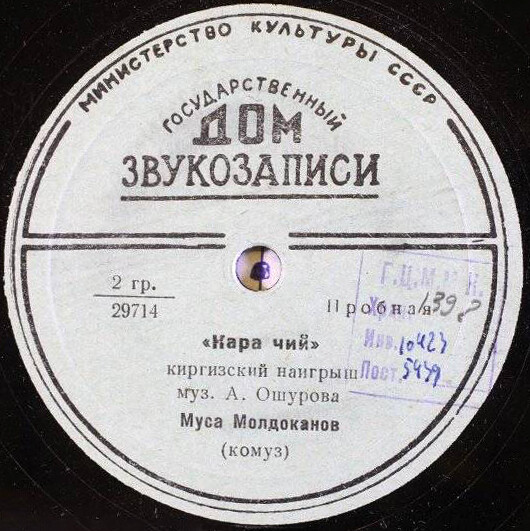 МИНИСТЕРСТВО КУЛЬТУРЫ СССР
ГОСУДАРСТВЕННЫЙ
ДОМ
ЗВУКОЗАПИСИ
2 гр.
29714
Пробная
«Кара чий»
киргизский наигрыш
муз. А. Ошурова
Муса Молдоканов
(комуз)
Инв. 10423
Пост. 5939